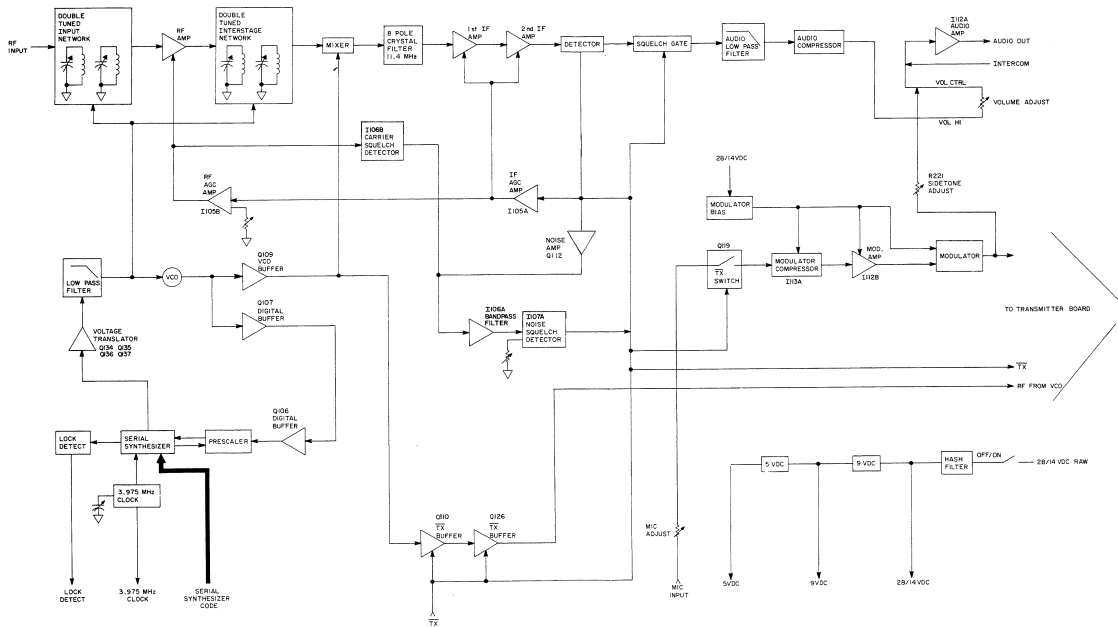 RF
INPUT
DOUBLE
TUNED
INPUT
NETWORK
RF
AMP
DOUBLE
TUNED
INTERSTAGE
NETWORK
MIXER
8 POLE
CRYSTAL
FILTER
11.4 MHz
1st IF
AMP
2nd IF
AMP
DETECTOR
SQUELCH GATE
AUDIO
LOW PASS
FILTER
AUDIO
COMPRESSOR
I112A
AUDIO
AMP
AUDIO OUT
INTERCOM
VOL CTRL
VOLUME ADJUST
VOL HI
I106B
CARRIER
SQUELCH
DETECTOR
RF
AGC
AMP
I105B
IF
AGC
AMP
I105A
28/14VDC
MODULATOR
BIAS
R221
SIDETONE
ADJUST
NOISE
AMP
Q112
Q119
TX
SWITCH
MODULATOR
COMPRESSOR
I113A
MOD.
AMP
I112B
MODULATOR
LOW PASS
FILTER
VCO
Q109
VCO
BUFFER
Q107
DIGITAL BUFFER
VOLTAGE
TRANSLATOR
Q134 Q135
Q136 Q137
I106A
BANDPASS
FILTER
I107A
NOISE
SQUELCH
DETECTOR
TO TRANSMITTER BOARD
TX
RF FROM VCO
Q106
DIGITAL
BUFFER
LOCK
DETECT
SERIAL
SYNTHESIZER
PRESCALER
3.975 MHz
CLOCK
5 VDC
9 VDC
HASH
FILTER
OFF/ON
28/14 VDC RAW
Q110
TX
BUFFER
Q126
TX
BUFFER
MIC
ADJUST
LOCK
DETECT
3.975 MHz
CLOCK
SERIAL
SYNTHESIZER
CODE
TX
MIC
INPUT
5VDC
9VDC
28/14VDC